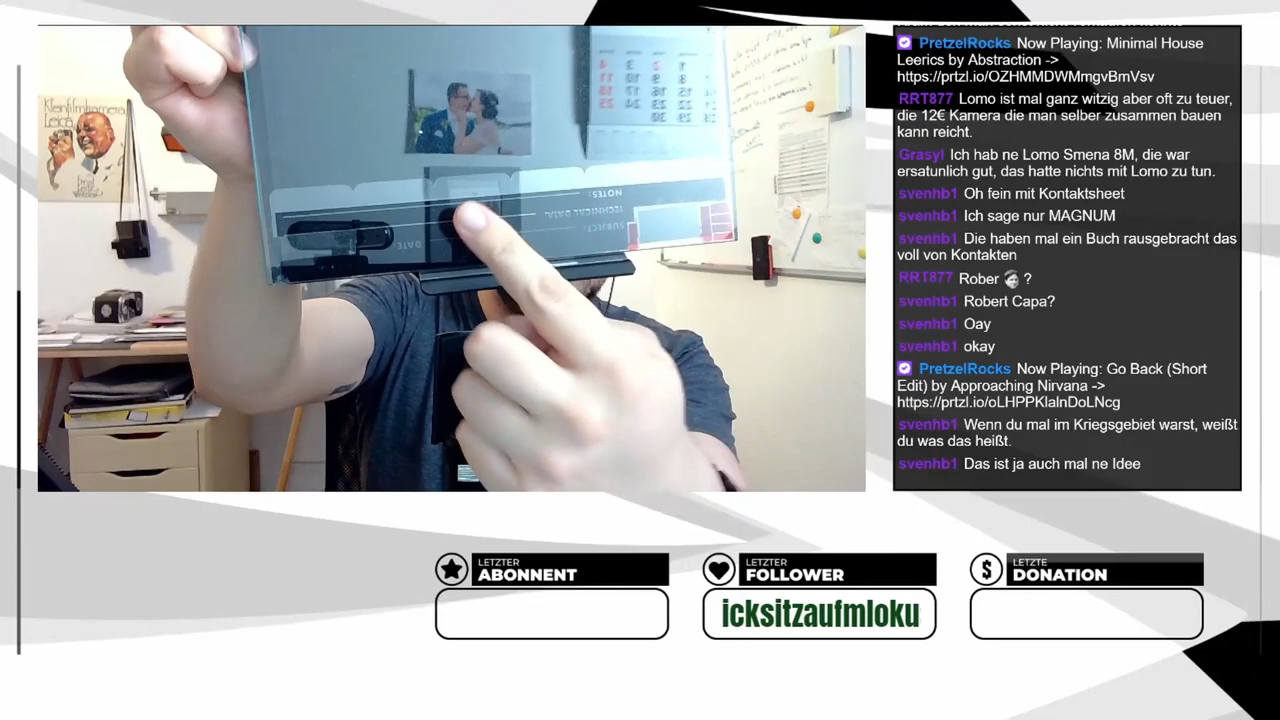 Kleinfilmkamera
Leica
NOTES:
TECHNICAL DATA:
SUBJECT:
DATE:
PretzelRocks Now Playing: Minimal House
Leerics by Abstraction ->
https://prtzl.io/OZHMMDWMmgvBmVsv
RRT877 Lomo ist mal ganz witzig aber oft zu teuer,
die 12€ Kamera die man selber zusammen bauen
kann reicht.
Grasyl Ich hab ne Lomo Smena 8M, die war
ersatunlich gut, das hatte nichts mit Lomo zu tun.
svenhb1 Oh fein mit Kontaktsheet
svenhb1 Ich sage nur MAGNUM
svenhb1 Die haben mal ein Buch rausgebracht das
voll von Kontakten
RRT877 Rober ?
svenhb1 Robert Capa?
svenhb1 Oay
svenhb1 okay
PretzelRocks Now Playing: Go Back (Short
Edit) by Approaching Nirvana ->
https://prtzl.io/oLHPPKlalnDoLNcg
svenhb1 Wenn du mal im Kriegsgebiet warst, weißt
du was das heißt.
svenhb1 Das ist ja auch mal ne Idee
LETZTER
ABONNENT
LETZTER
FOLLOWER
icksitzaufmloku
LETZTE
DONATION